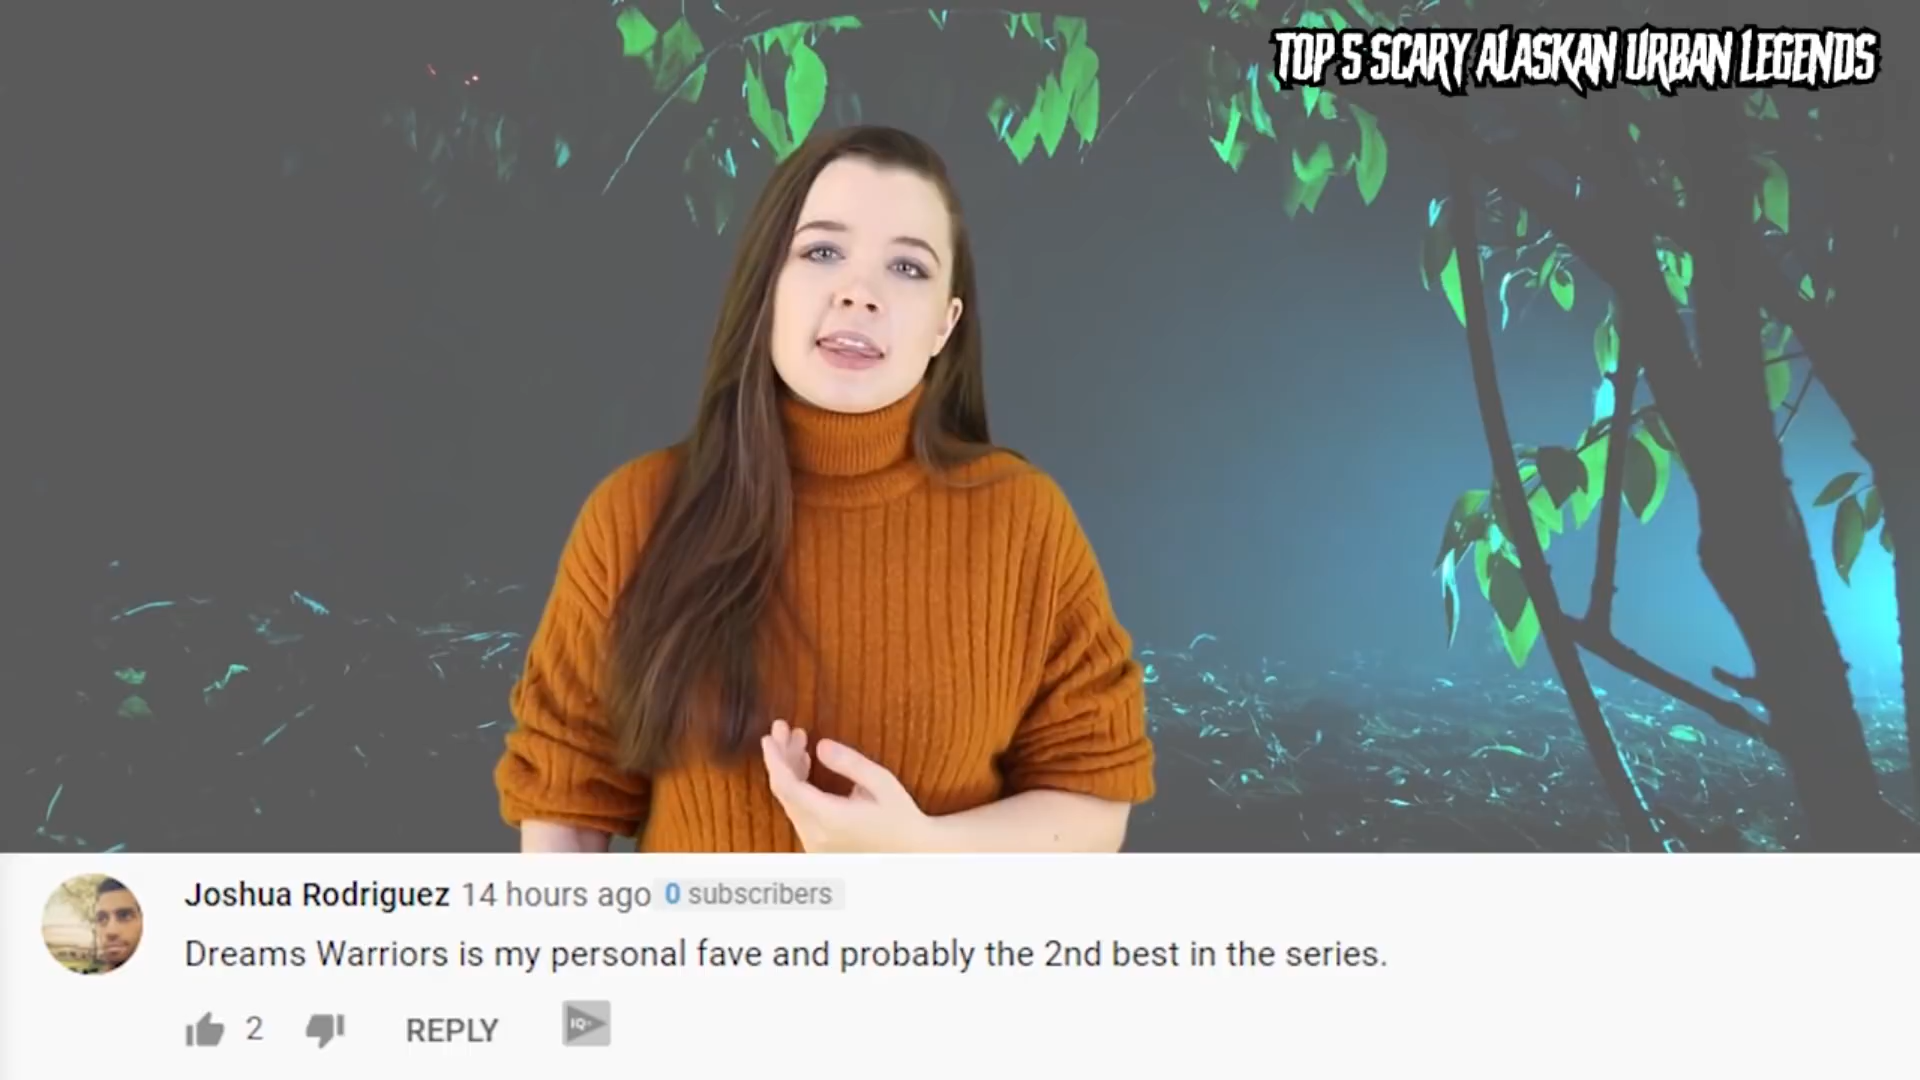 TOP 5 SCARY ALASKAN URBAN LEGENDS
Joshua Rodriguez 14 hours ago 0 subscribers
Dreams Warriors is my personal fave and probably the 2nd best in the series.
2 REPLY IQ